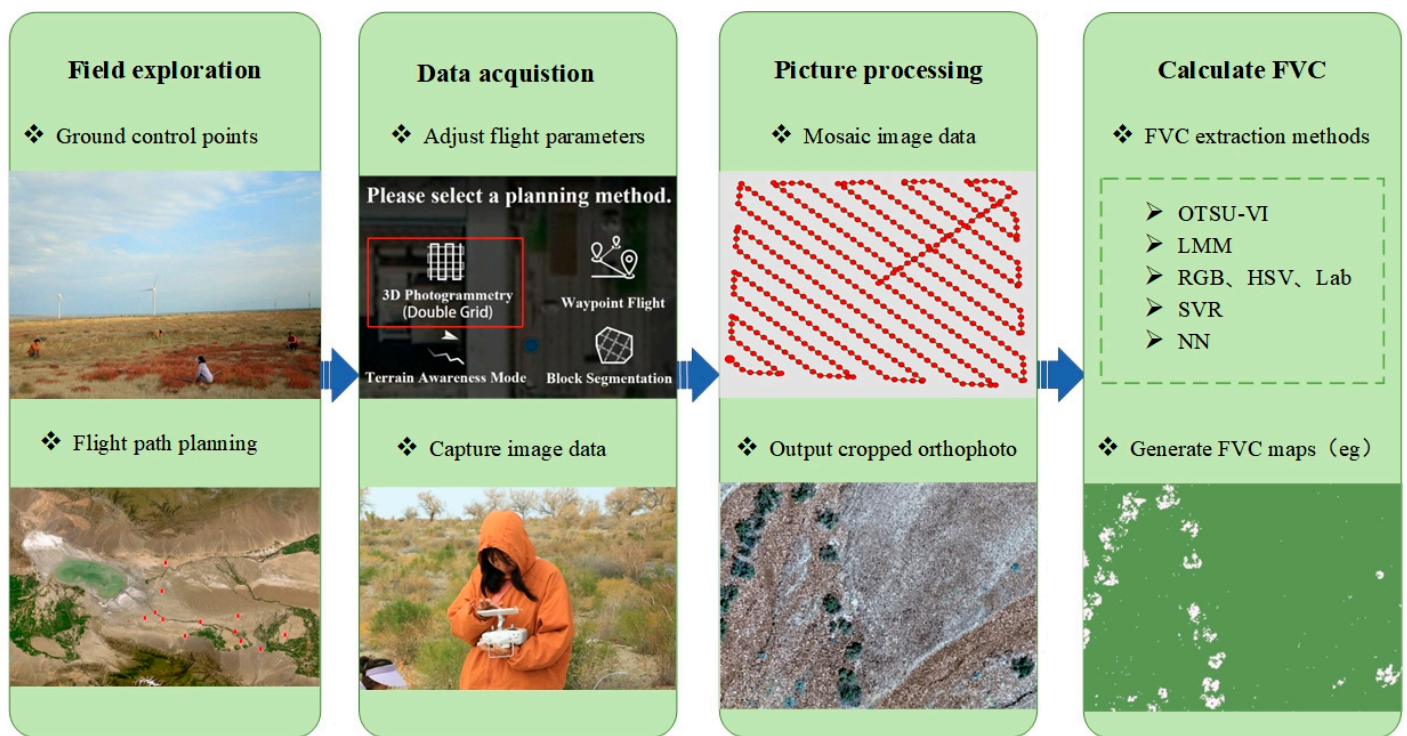 Field exploration
❖ Ground control points
❖ Flight path planning
Data acquistion
❖ Adjust flight parameters
Please select a planning method.
3D Photogrammetry
(Double Grid)
Waypoint Flight
Terrain Awareness Mode
Block Segmentation
❖ Capture image data
Picture processing
❖ Mosaic image data
❖ Output cropped orthophoto
Calculate FVC
❖ FVC extraction methods
➢ OTSU-VI
➢ LMM
➢ RGB、HSV、Lab
➢ SVR
➢ NN
❖ Generate FVC maps（eg）